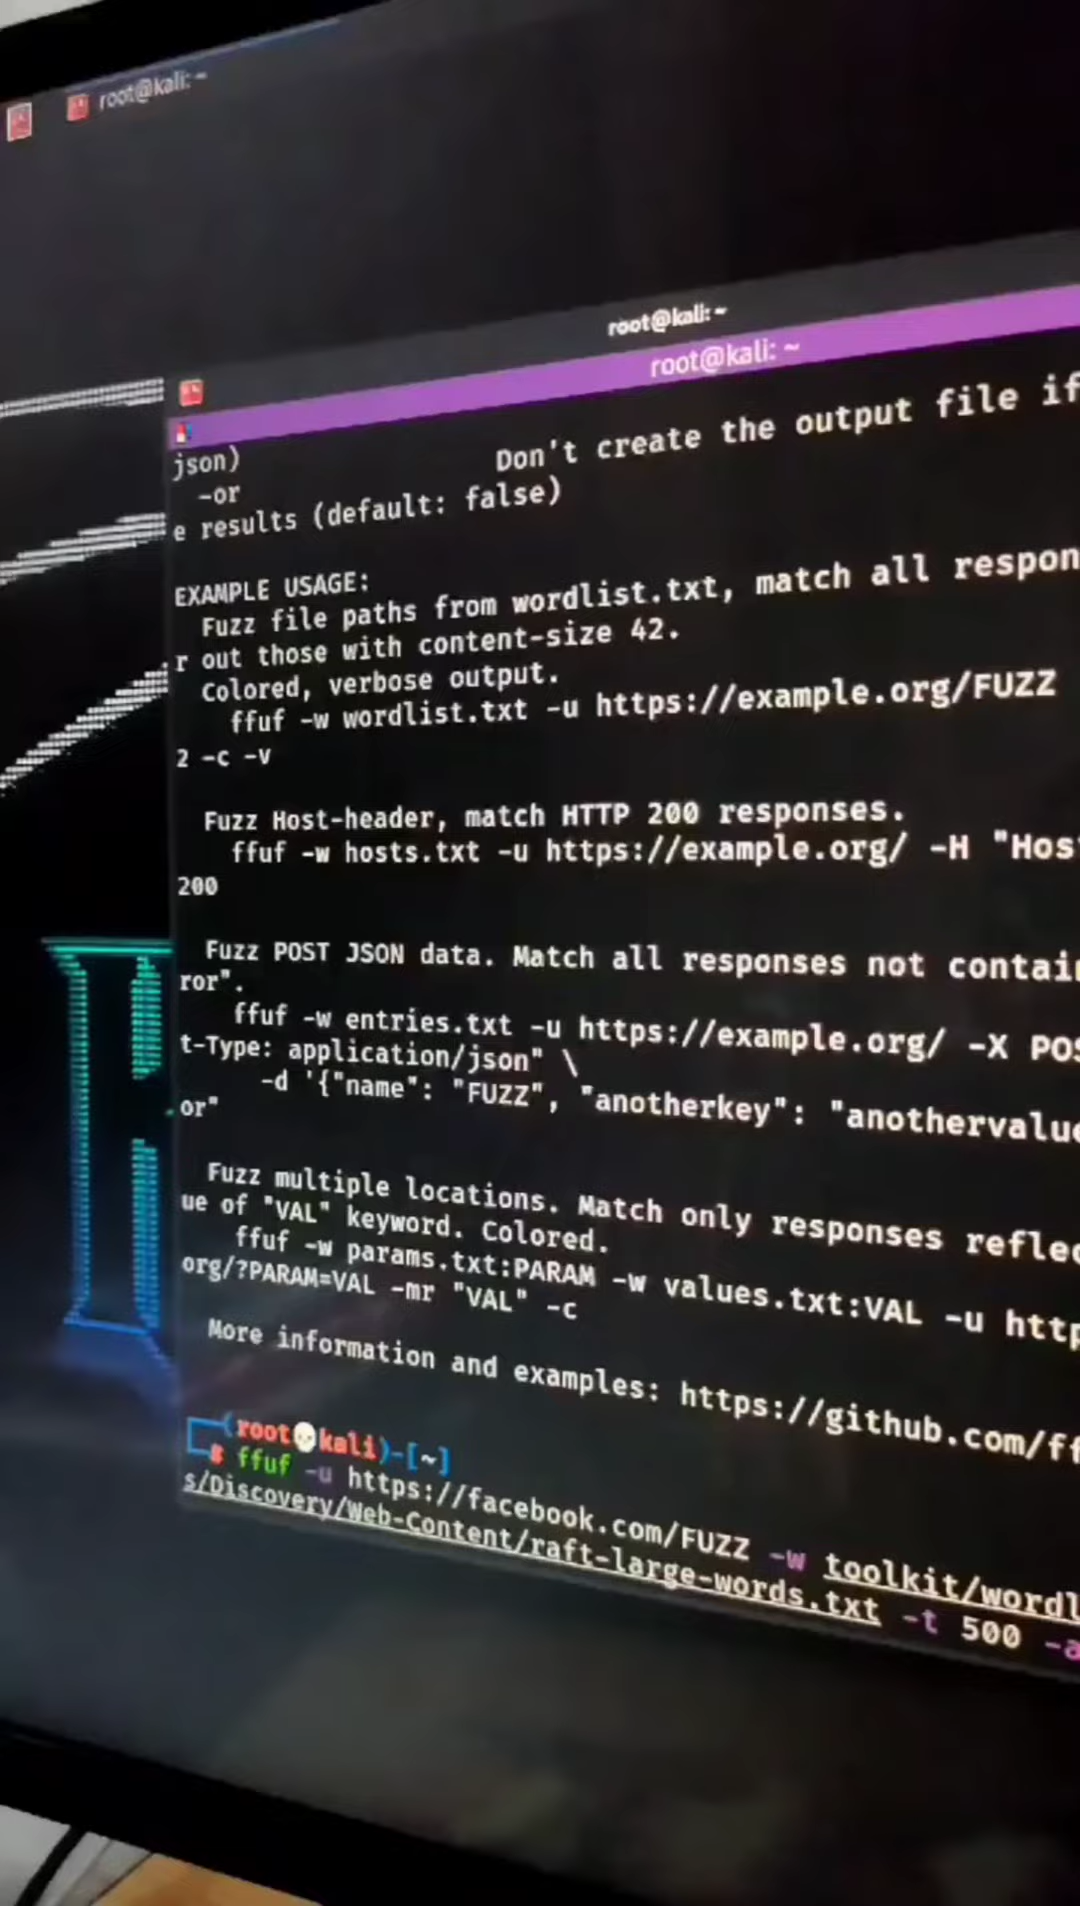 root@kali: ~
root@kali: ~
root@kali: ~
json)
-or Don't create the output file if
e results (default: false)
EXAMPLE USAGE:
Fuzz file paths from wordlist.txt, match all respon
r out those with content-size 42.
Colored, verbose output.
ffuf -w wordlist.txt -u https://example.org/FUZZ
2 -c -v
Fuzz Host-header, match HTTP 200 responses.
ffuf -w hosts.txt -u https://example.org/ -H "Hos
200
Fuzz POST JSON data. Match all responses not contai
ror".
ffuf -w entries.txt -u https://example.org/ -X POS
t-Type: application/json" \
-d '{"name": "FUZZ", "anotherkey": "anothervalue
or"
Fuzz multiple locations. Match only responses reflec
ue of "VAL" keyword. Colored.
ffuf -w params.txt:PARAM -w values.txt:VAL -u http
org/?PARAM=VAL -mr "VAL" -c
More information and examples: https://github.com/ff
(root💀kali)-[~]
# ffuf -u https://facebook.com/FUZZ -w toolkit/wordl
s/Discovery/Web-Content/raft-large-words.txt -t 500 -a